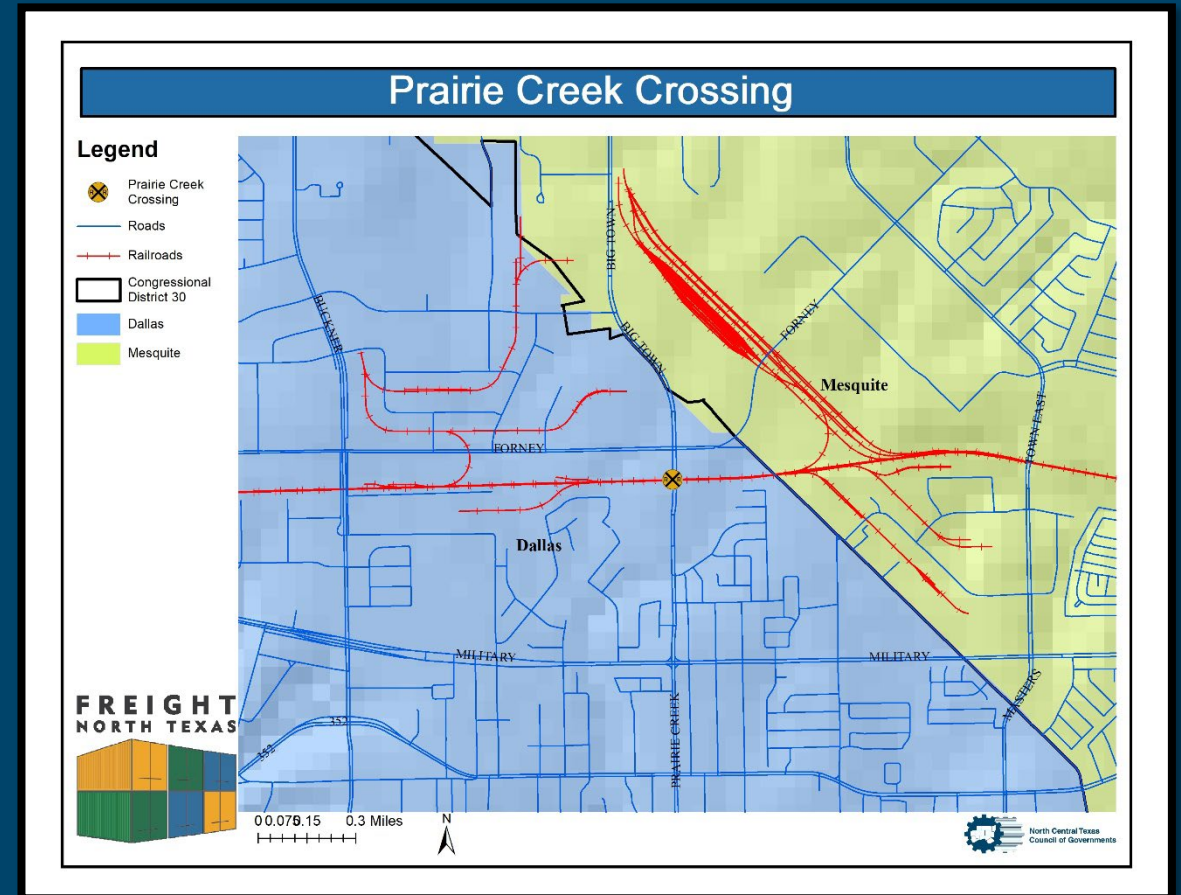 Prairie Creek Crossing
Legend
Prairie Creek
Crossing
Roads
Railroads
Congressional
District 30
Dallas
Mesquite
BIG TOWN
BUCKNER
BIG TOWN
FORNEY
Mesquite
TOWN EAST
FORNEY
Dallas
MILITARY
MILITARY
MASTERS
PRAIRIE CREEK
352
352
FREIGHT
NORTH TEXAS
0 0.075 0.15 0.3 Miles
N
North Central Texas
Council of Governments